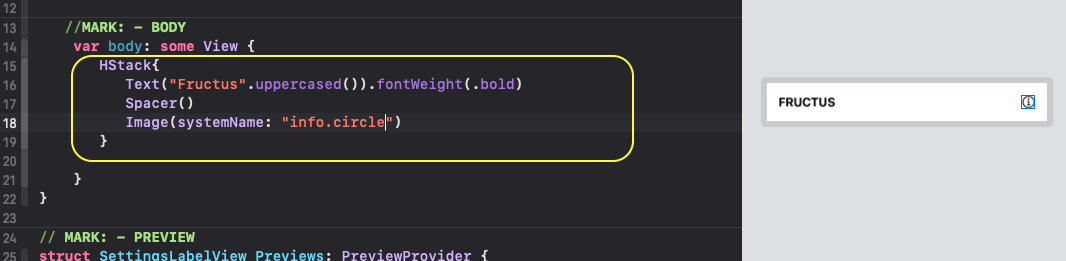 12
13 //MARK: - BODY
14 var body: some View {
15 HStack{
16 Text("Fructus".uppercased()).fontWeight(.bold)
17 Spacer()
18 Image(systemName: "info.circle")
19 }
20
21 }
22 }
23
24 // MARK: - PREVIEW
25 struct SettingsLabelView_Previews: PreviewProvider {
FRUCTUS